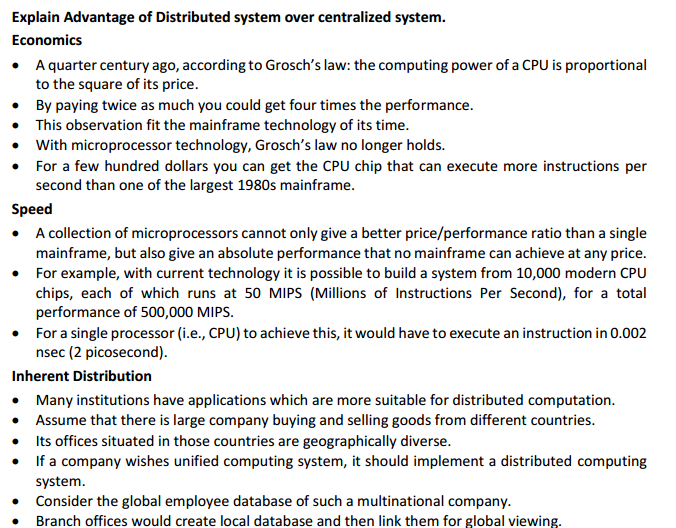 Explain Advantage of Distributed system over centralized system.
Economics
• A quarter century ago, according to Grosch's law: the computing power of a CPU is proportional
to the square of its price.
• By paying twice as much you could get four times the performance.
• This observation fit the mainframe technology of its time.
• With microprocessor technology, Grosch's law no longer holds.
• For a few hundred dollars you can get the CPU chip that can execute more instructions per
second than one of the largest 1980s mainframe.
Speed
• A collection of microprocessors cannot only give a better price/performance ratio than a single
mainframe, but also give an absolute performance that no mainframe can achieve at any price.
• For example, with current technology it is possible to build a system from 10,000 modern CPU
chips, each of which runs at 50 MIPS (Millions of Instructions Per Second), for a total
performance of 500,000 MIPS.
• For a single processor (i.e., CPU) to achieve this, it would have to execute an instruction in 0.002
nsec (2 picosecond).
Inherent Distribution
• Many institutions have applications which are more suitable for distributed computation.
• Assume that there is large company buying and selling goods from different countries.
• Its offices situated in those countries are geographically diverse.
• If a company wishes unified computing system, it should implement a distributed computing
system.
• Consider the global employee database of such a multinational company.
• Branch offices would create local database and then link them for global viewing.